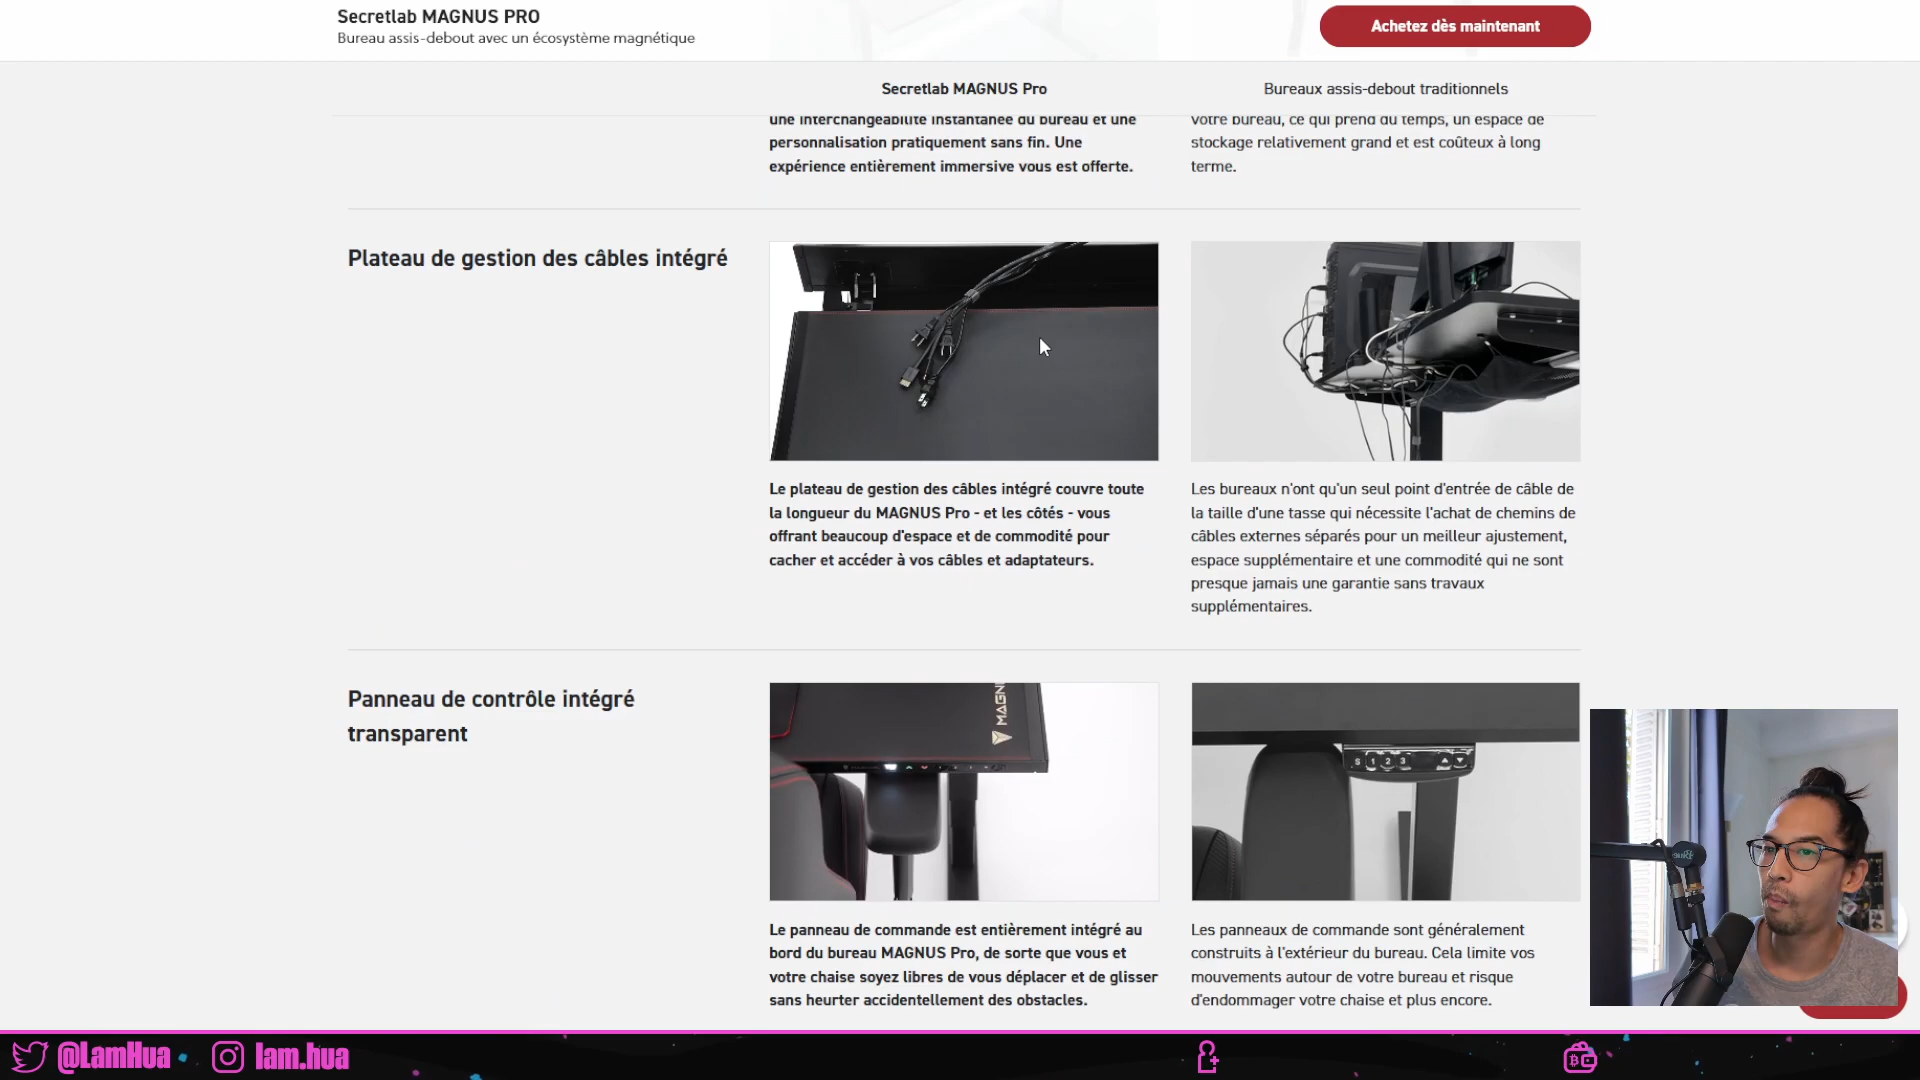 Secretlab MAGNUS PRO
Bureau assis-debout avec un écosystème magnétique
Achetez dès maintenant
Secretlab MAGNUS Pro
Bureaux assis-debout traditionnels
une interchangeabilité instantanée du bureau et une
personnalisation pratiquement sans fin. Une
expérience entièrement immersive vous est offerte.
votre bureau, ce qui prend du temps, un espace de
stockage relativement grand et est coûteux à long
terme.
Plateau de gestion des câbles intégré
Le plateau de gestion des câbles intégré couvre toute
la longueur du MAGNUS Pro - et les côtés - vous
offrant beaucoup d'espace et de commodité pour
cacher et accéder à vos câbles et adaptateurs.
Les bureaux n'ont qu'un seul point d'entrée de câble de
la taille d'une tasse qui nécessite l'achat de chemins de
câbles externes séparés pour un meilleur ajustement,
espace supplémentaire et une commodité qui ne sont
presque jamais une garantie sans travaux
supplémentaires.
Panneau de contrôle intégré
transparent
MAGN
S 1 2 3
Le panneau de commande est entièrement intégré au
bord du bureau MAGNUS Pro, de sorte que vous et
votre chaise soyez libres de vous déplacer et de glisser
sans heurter accidentellement des obstacles.
Les panneaux de commande sont généralement
construits à l'extérieur du bureau. Cela limite vos
mouvements autour de votre bureau et risque
d'endommager votre chaise et plus encore.
@LamHua
lam.hua